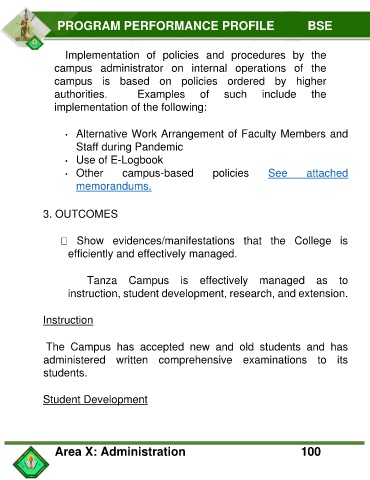 PROGRAM PERFORMANCE PROFILE BSE
Implementation of policies and procedures by the
campus administrator on internal operations of the
campus is based on policies ordered by higher
authorities. Examples of such include the
implementation of the following:
• Alternative Work Arrangement of Faculty Members and
Staff during Pandemic
• Use of E-Logbook
• Other campus-based policies See attached
memorandums.
3. OUTCOMES
Show evidences/manifestations that the College is
efficiently and effectively managed.
Tanza Campus is effectively managed as to
instruction, student development, research, and extension.
Instruction
The Campus has accepted new and old students and has
administered written comprehensive examinations to its
students.
Student Development
Area X: Administration 100